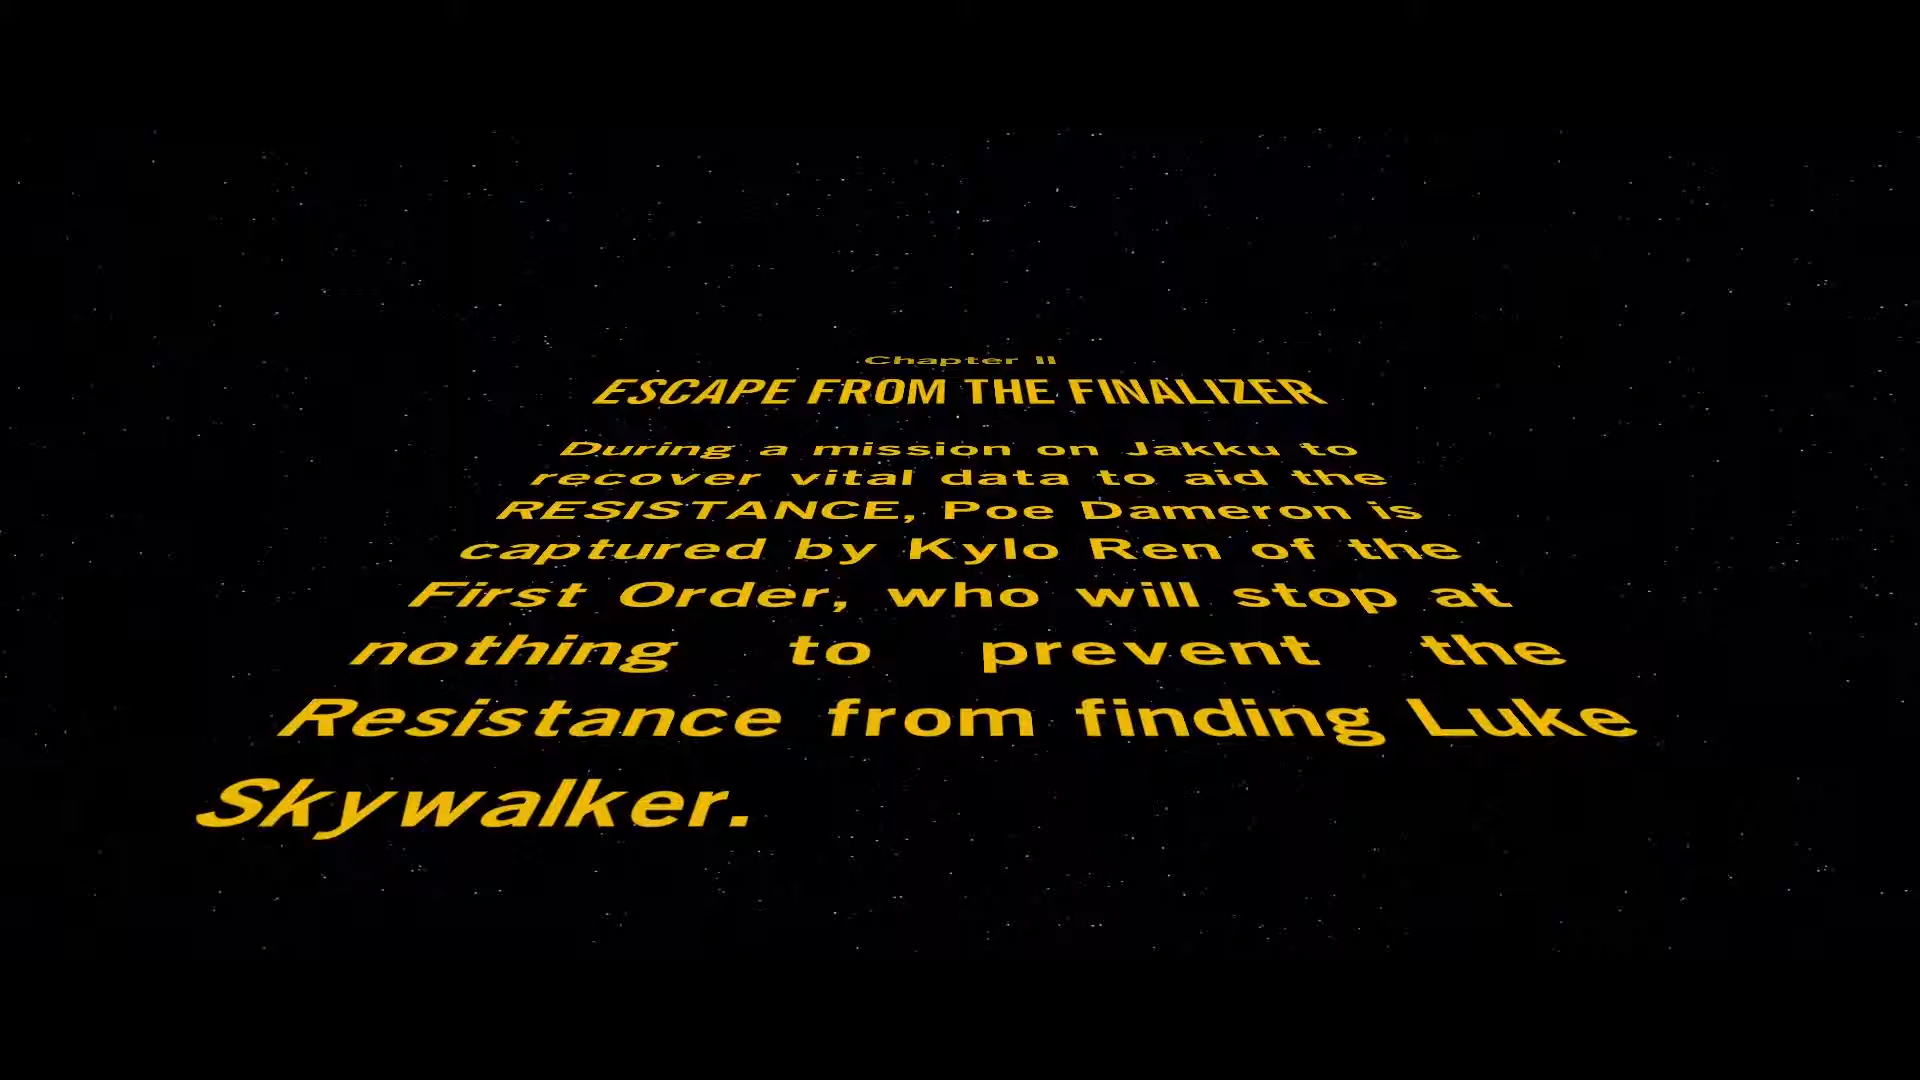 Chapter II
ESCAPE FROM THE FINALIZER
During a mission on Jakku to
recover vital data to aid the
RESISTANCE, Poe Dameron is
captured by Kylo Ren of the
First Order, who will stop at
nothing to prevent the
Resistance from finding Luke
Skywalker.